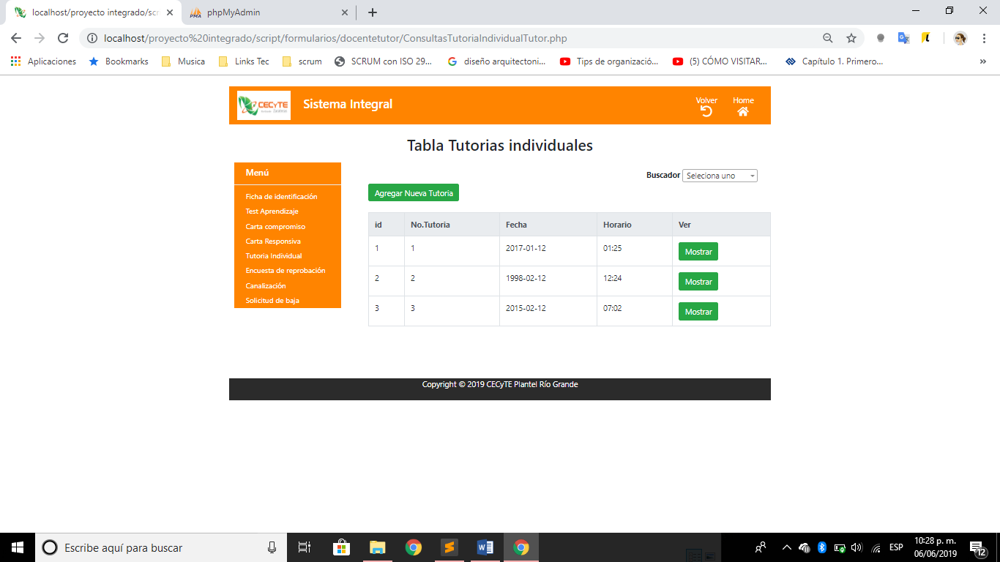 localhost/proyecto integrado/scr
phpMyAdmin
localhost/proyecto%20integrado/script/formularios/docentetutor/ConsultasTutoriaIndividualTutor.php
Aplicaciones
Bookmarks
Musica
Links Tec
scrum
SCRUM con ISO 29...
diseño arquitectoni...
Tips de organizació...
(5) CÓMO VISITAR...
Capítulo 1. Primero...
»
CECyTE
Sistema Integral
Volver
Home
Tabla Tutorias individuales
Menú
Ficha de identificación
Test Aprendizaje
Carta compromiso
Carta Responsiva
Tutoria Individual
Encuesta de reprobación
Canalización
Solicitud de baja
Buscador Seleciona uno
Agregar Nueva Tutoria
id No.Tutoria Fecha Horario Ver
1 1 2017-01-12 01:25 Mostrar
2 2 1998-02-12 12:24 Mostrar
3 3 2015-02-12 07:02 Mostrar
Copyright © 2019 CECyTE Plantel Río Grande
Escribe aquí para buscar
ESP
10:28 p. m.
06/06/2019
12